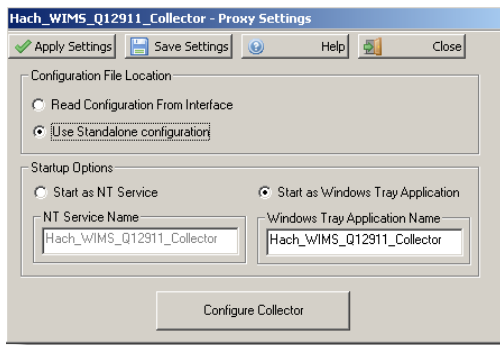 Hach_WIMS_Q12911_Collector - Proxy Settings
Apply Settings Save Settings Help Close
Configuration File Location
Read Configuration From Interface
Use Standalone configuration
Startup Options
Start as NT Service Start as Windows Tray Application
NT Service Name Windows Tray Application Name
Hach_WIMS_Q12911_Collector Hach_WIMS_Q12911_Collector
Configure Collector